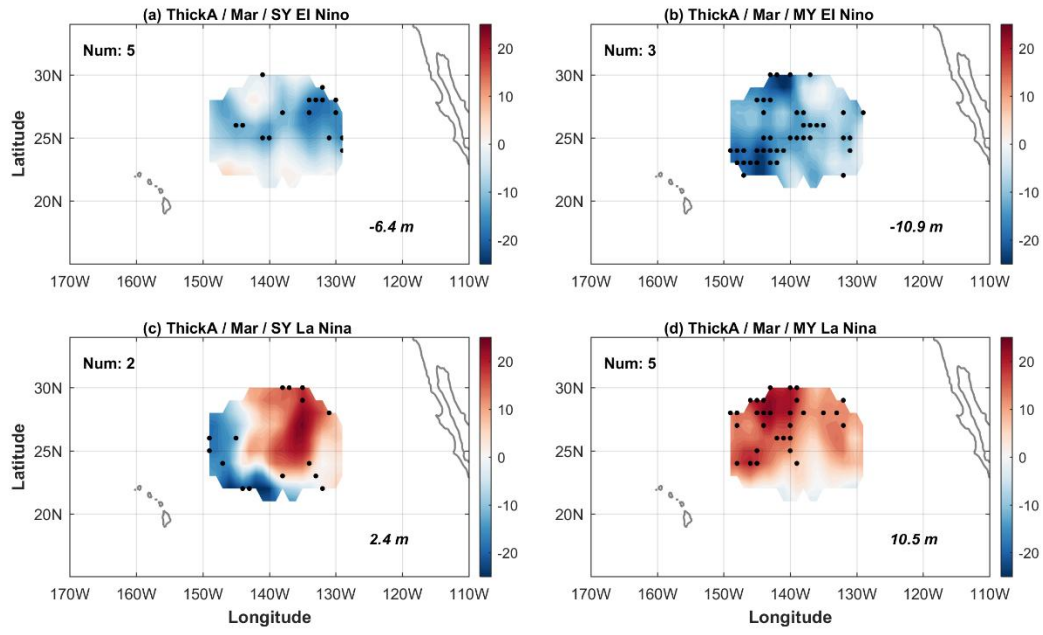 (a) ThickA / Mar / SY El Nino
Num: 5
30N
25N
20N
Latitude
-6.4 m
20
10
0
-10
-20
170W 160W 150W 140W 130W 120W 110W
(b) ThickA / Mar / MY El Nino
Num: 3
30N
25N
20N
-10.9 m
20
10
0
-10
-20
170W 160W 150W 140W 130W 120W 110W
(c) ThickA / Mar / SY La Nina
Num: 2
30N
25N
20N
Latitude
2.4 m
20
10
0
-10
-20
170W 160W 150W 140W 130W 120W 110W
Longitude
(d) ThickA / Mar / MY La Nina
Num: 5
30N
25N
20N
10.5 m
20
10
0
-10
-20
170W 160W 150W 140W 130W 120W 110W
Longitude